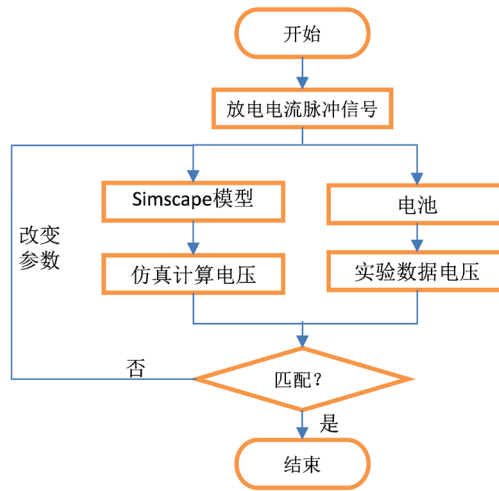 开始
放电电流脉冲信号
Simscape模型
电池
改变
参数
仿真计算电压
实验数据电压
否
匹配?
是
结束